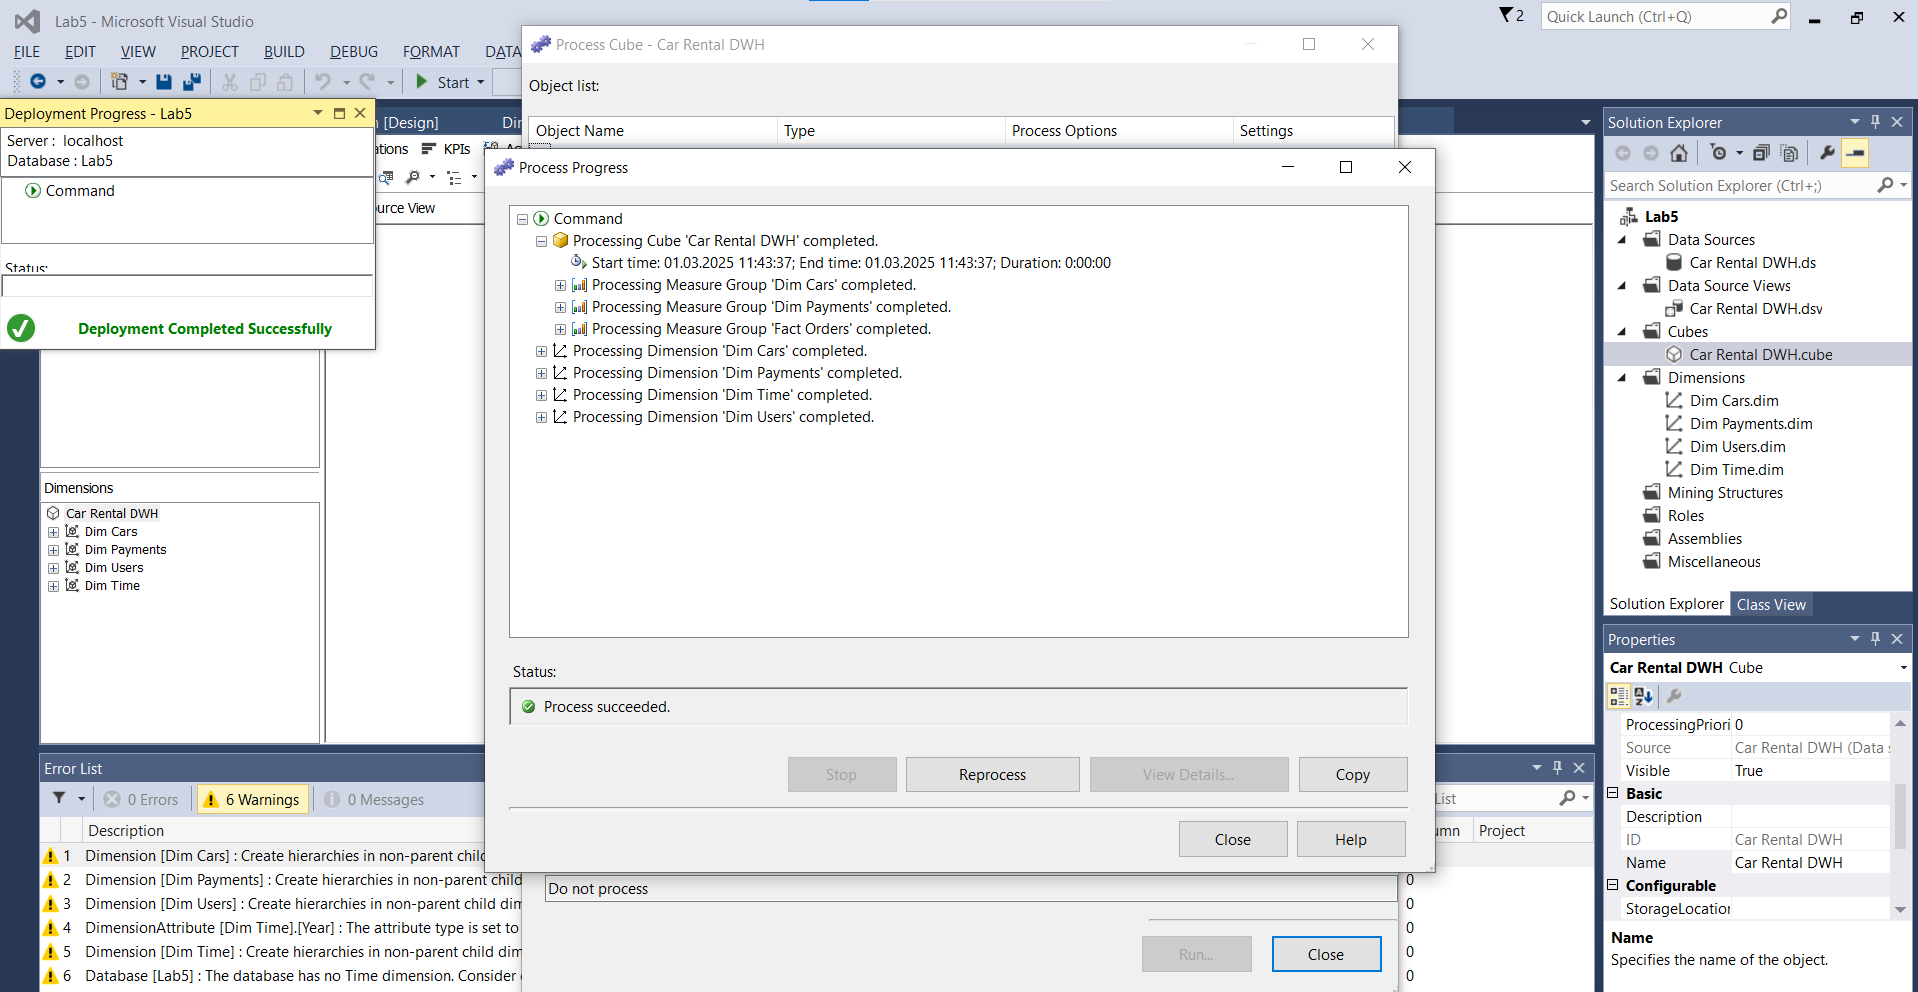 Lab5 - Microsoft Visual Studio
2
Quick Launch (Ctrl+Q)
FILE EDIT VIEW PROJECT BUILD DEBUG FORMAT DATA
Start
Process Cube - Car Rental DWH
Object list:
Object Name Type Process Options Settings
Deployment Progress - Lab5
Server : localhost
Database : Lab5
Command
Status:
Deployment Completed Successfully
[Design]
KPIs
Process Progress
Command
Processing Cube 'Car Rental DWH' completed.
Start time: 01.03.2025 11:43:37; End time: 01.03.2025 11:43:37; Duration: 0:00:00
Processing Measure Group 'Dim Cars' completed.
Processing Measure Group 'Dim Payments' completed.
Processing Measure Group 'Fact Orders' completed.
Processing Dimension 'Dim Cars' completed.
Processing Dimension 'Dim Payments' completed.
Processing Dimension 'Dim Time' completed.
Processing Dimension 'Dim Users' completed.
Status:
Process succeeded.
Stop Reprocess View Details... Copy
Close Help
Do not process
Run... Close
Dimensions
Car Rental DWH
Dim Cars
Dim Payments
Dim Users
Dim Time
Error List
0 Errors 6 Warnings 0 Messages
List
Description
Project
1 Dimension [Dim Cars] : Create hierarchies in non-parent child
2 Dimension [Dim Payments] : Create hierarchies in non-parent child 0
3 Dimension [Dim Users] : Create hierarchies in non-parent child dim 0
4 DimensionAttribute [Dim Time].[Year] : The attribute type is set to 0
5 Dimension [Dim Time] : Create hierarchies in non-parent child dim 0
6 Database [Lab5] : The database has no Time dimension. Consider 0
Solution Explorer
Search Solution Explorer (Ctrl+;)
Lab5
Data Sources
Car Rental DWH.ds
Data Source Views
Car Rental DWH.dsv
Cubes
Car Rental DWH.cube
Dimensions
Dim Cars.dim
Dim Payments.dim
Dim Users.dim
Dim Time.dim
Mining Structures
Roles
Assemblies
Miscellaneous
Solution Explorer Class View
Properties
Car Rental DWH Cube
ProcessingPriori 0
Source Car Rental DWH (Data s
Visible True
Basic
Description
ID Car Rental DWH
Name Car Rental DWH
Configurable
StorageLocation
Name
Specifies the name of the object.